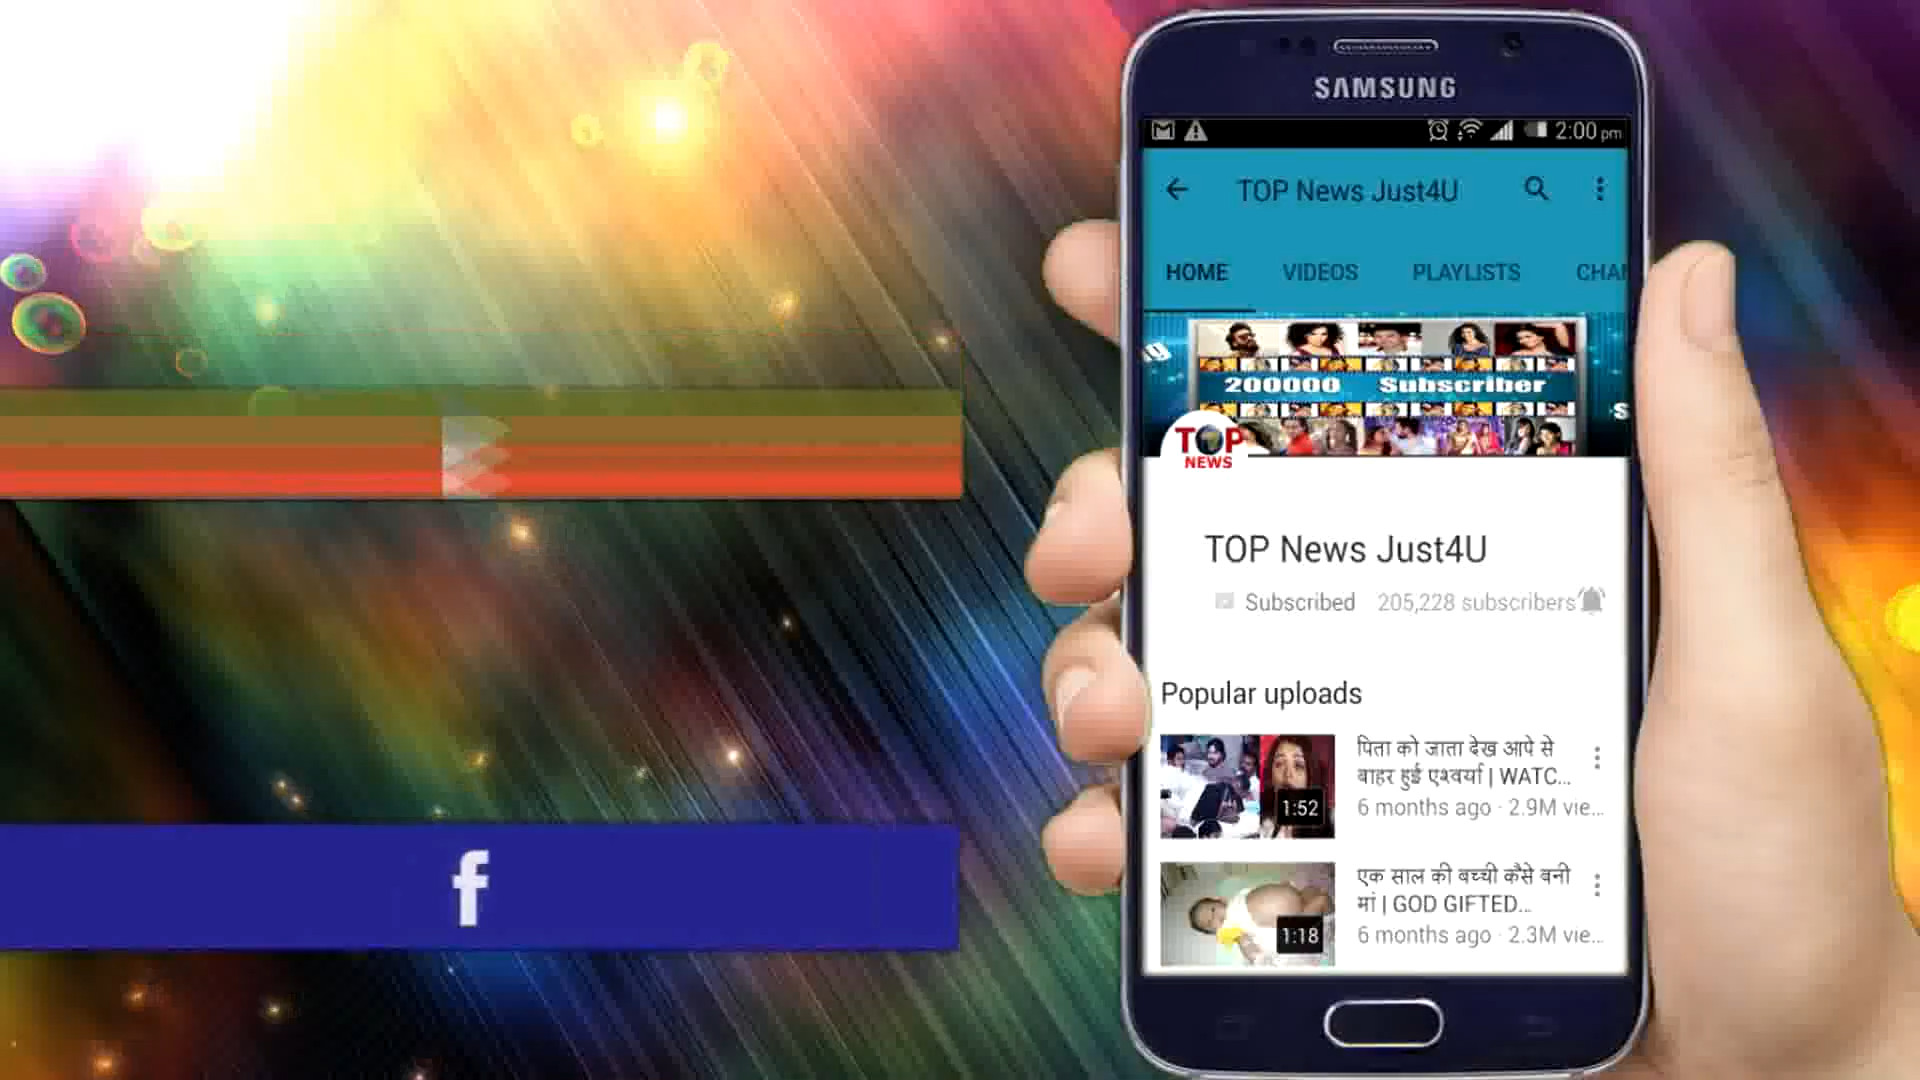 SAMSUNG
2:00 pm
TOP News Just4U
HOME VIDEOS PLAYLISTS CHAN
200000 Subscriber
TOP
NEWS
TOP News Just4U
Subscribed 205,228 subscribers
Popular uploads
पिता को जाता देख आपे से
बाहर हुई एश्वर्या | WATC...
6 months ago · 2.9M vie...
1:52
एक साल की बच्ची कैसे बनी
मां | GOD GIFTED...
6 months ago · 2.3M vie...
1:18
f